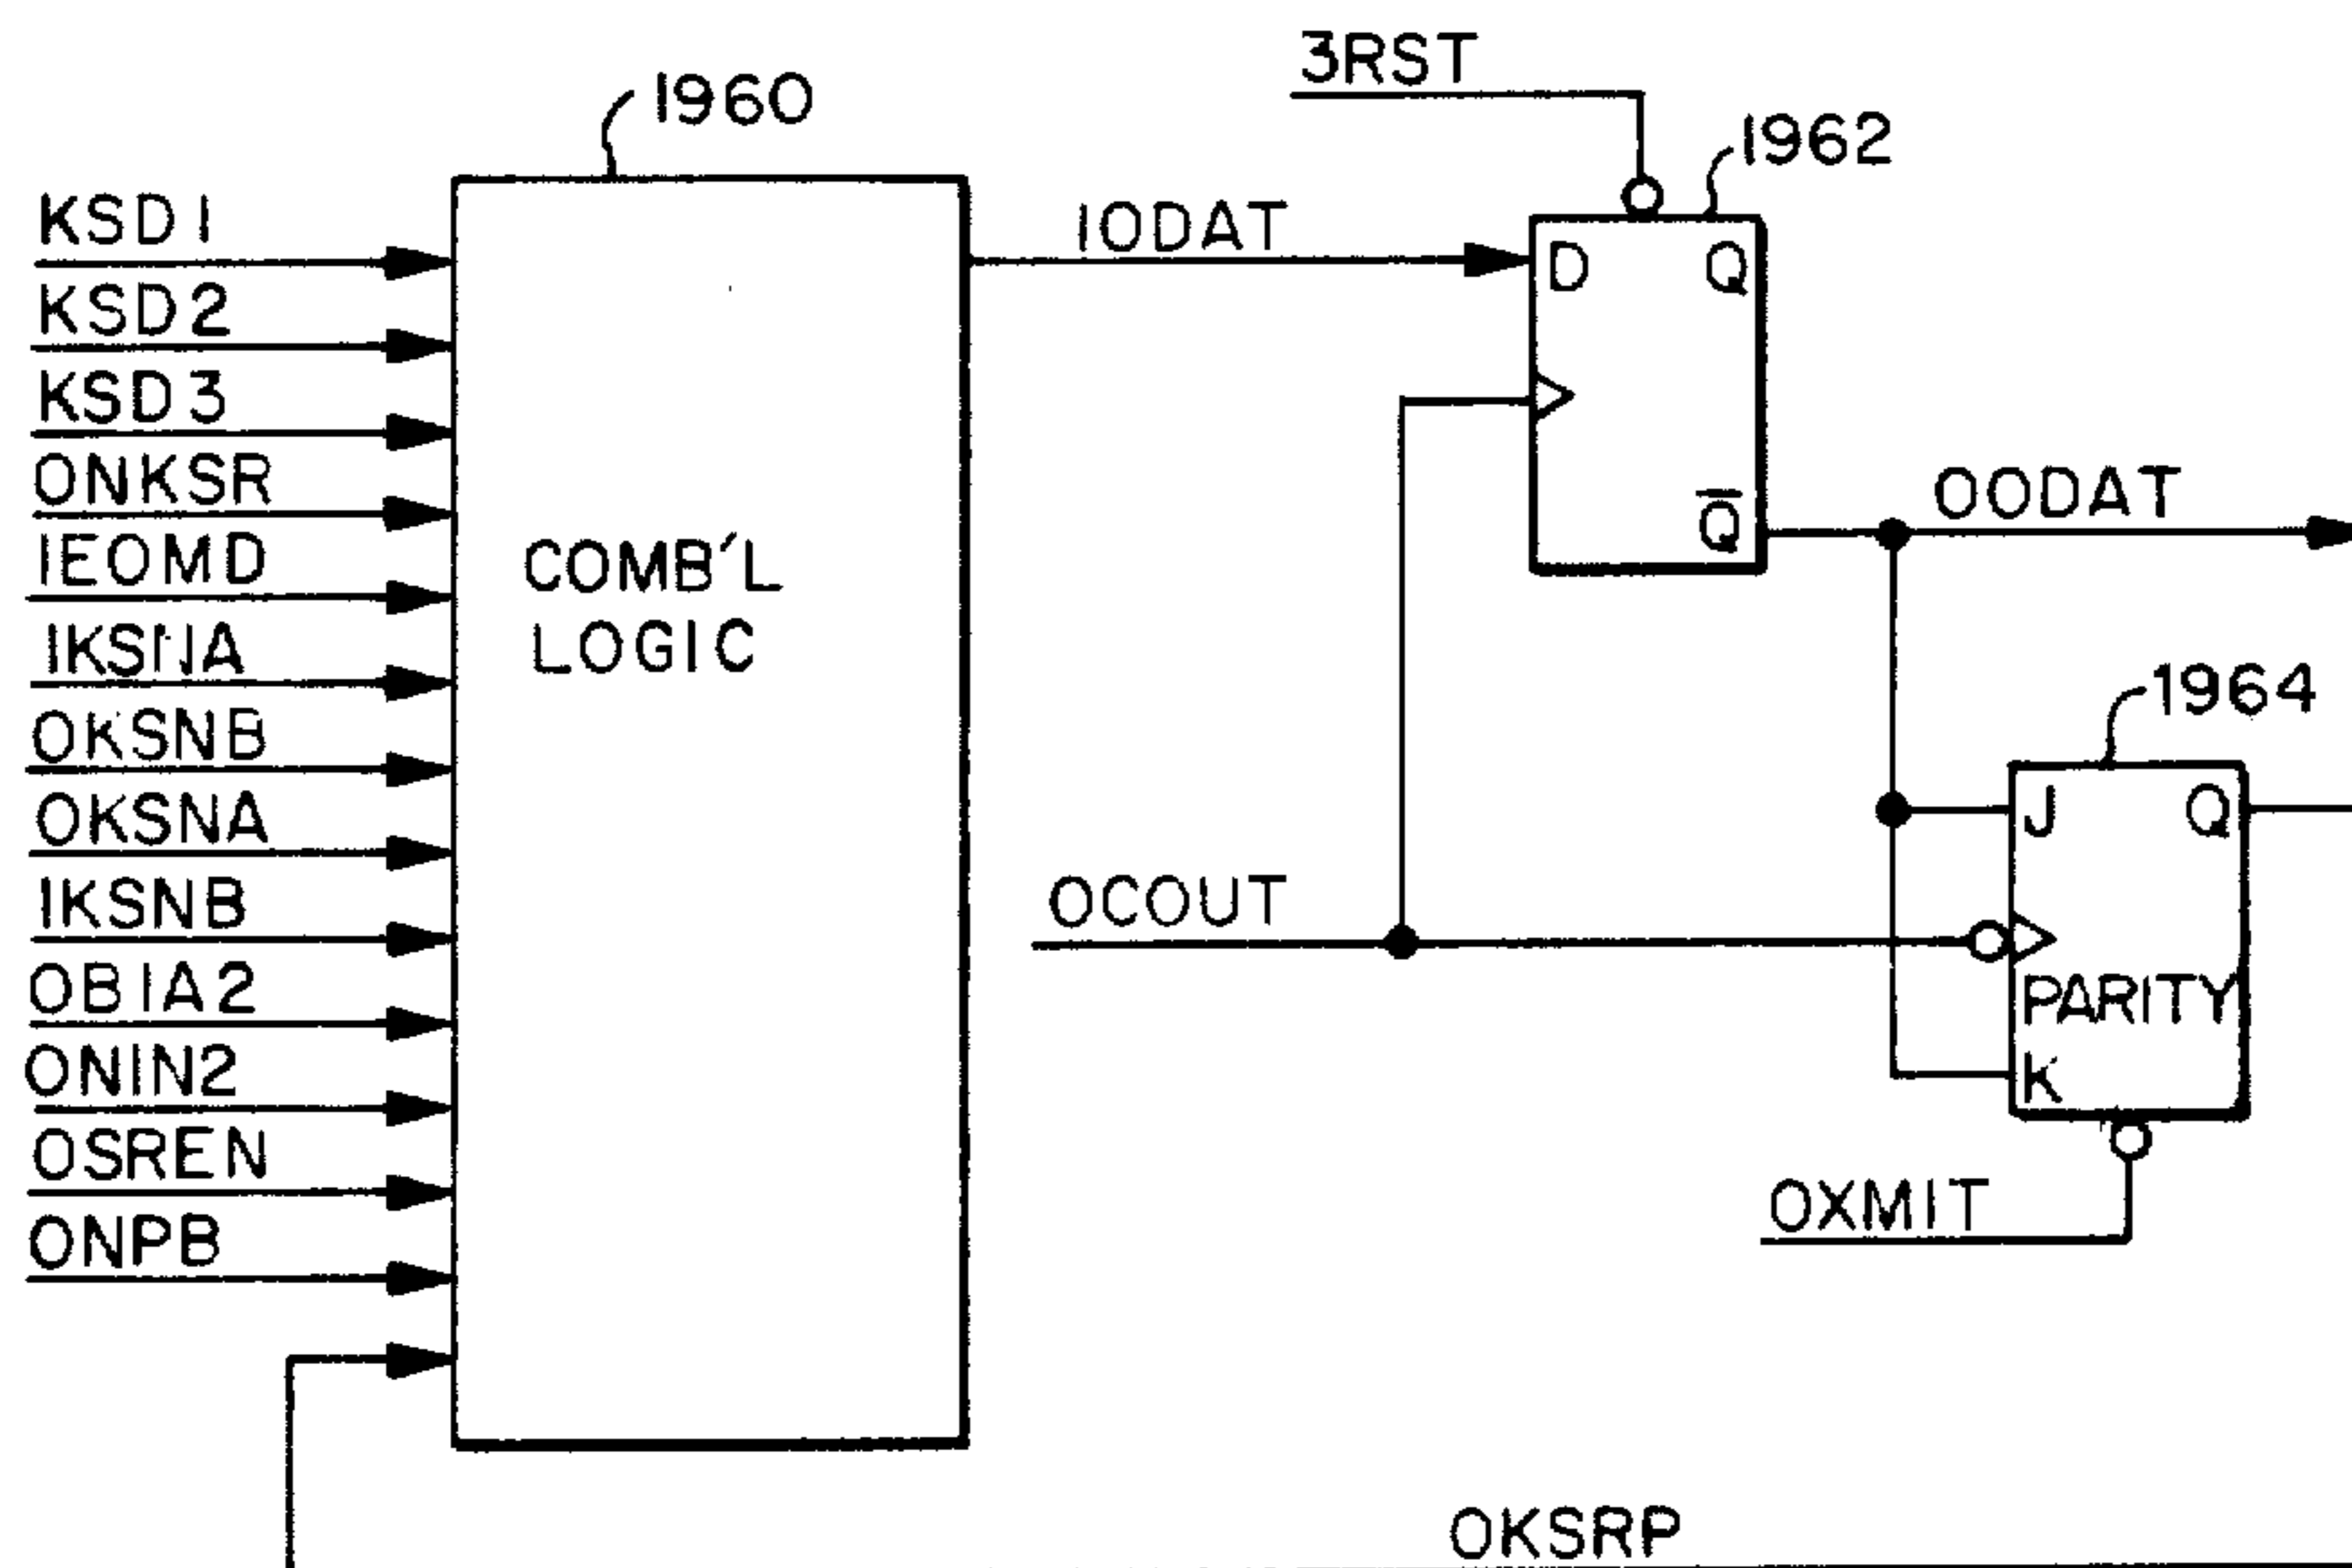 3RST
1960
1962
KSD1
IODAT
D Q
KSD2
KSD3
ONKSR
Q̅
OODAT
IEOMD
COMB'L
LOGIC
IKSNA
1964
OKSNB
J Q
OKSNA
IKSNB
OCOUT
OB1A2
PARITY
ONIN2
K
OSREN
OXMIT
ONPB
OKSRP